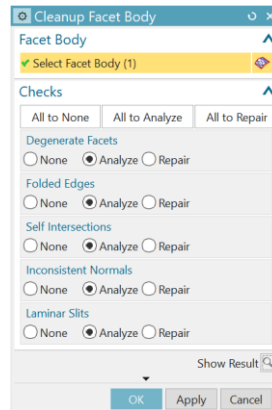 Cleanup Facet Body
Facet Body
Select Facet Body (1)
Checks
All to None All to Analyze All to Repair
Degenerate Facets
None Analyze Repair
Folded Edges
None Analyze Repair
Self Intersections
None Analyze Repair
Inconsistent Normals
None Analyze Repair
Laminar Slits
None Analyze Repair
Show Result
OK Apply Cancel